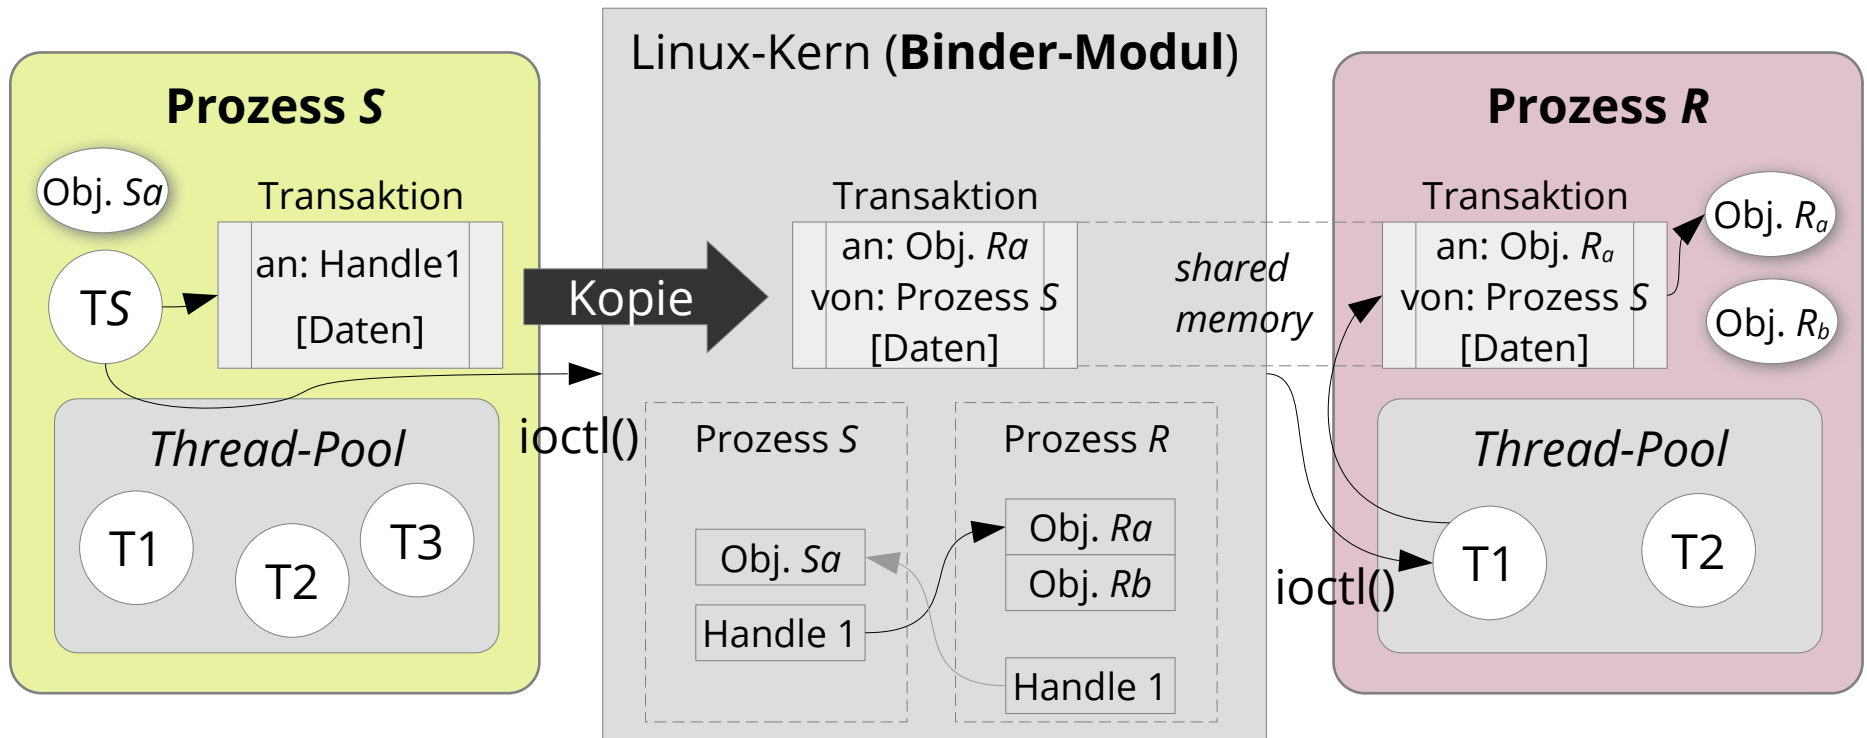 Prozess S
Obj. Sa
Transaktion
TS
an: Handle1
[Daten]
Thread-Pool
T1
T2
T3
Kopie
ioctl()
Linux-Kern (Binder-Modul)
Transaktion
an: Obj. Ra
von: Prozess S
[Daten]
shared
memory
Prozess S
Obj. Sa
Handle 1
Prozess R
Obj. Ra
Obj. Rb
Handle 1
ioctl()
Prozess R
Transaktion
an: Obj. Ra
von: Prozess S
[Daten]
Obj. Ra
Obj. Rb
Thread-Pool
T1
T2